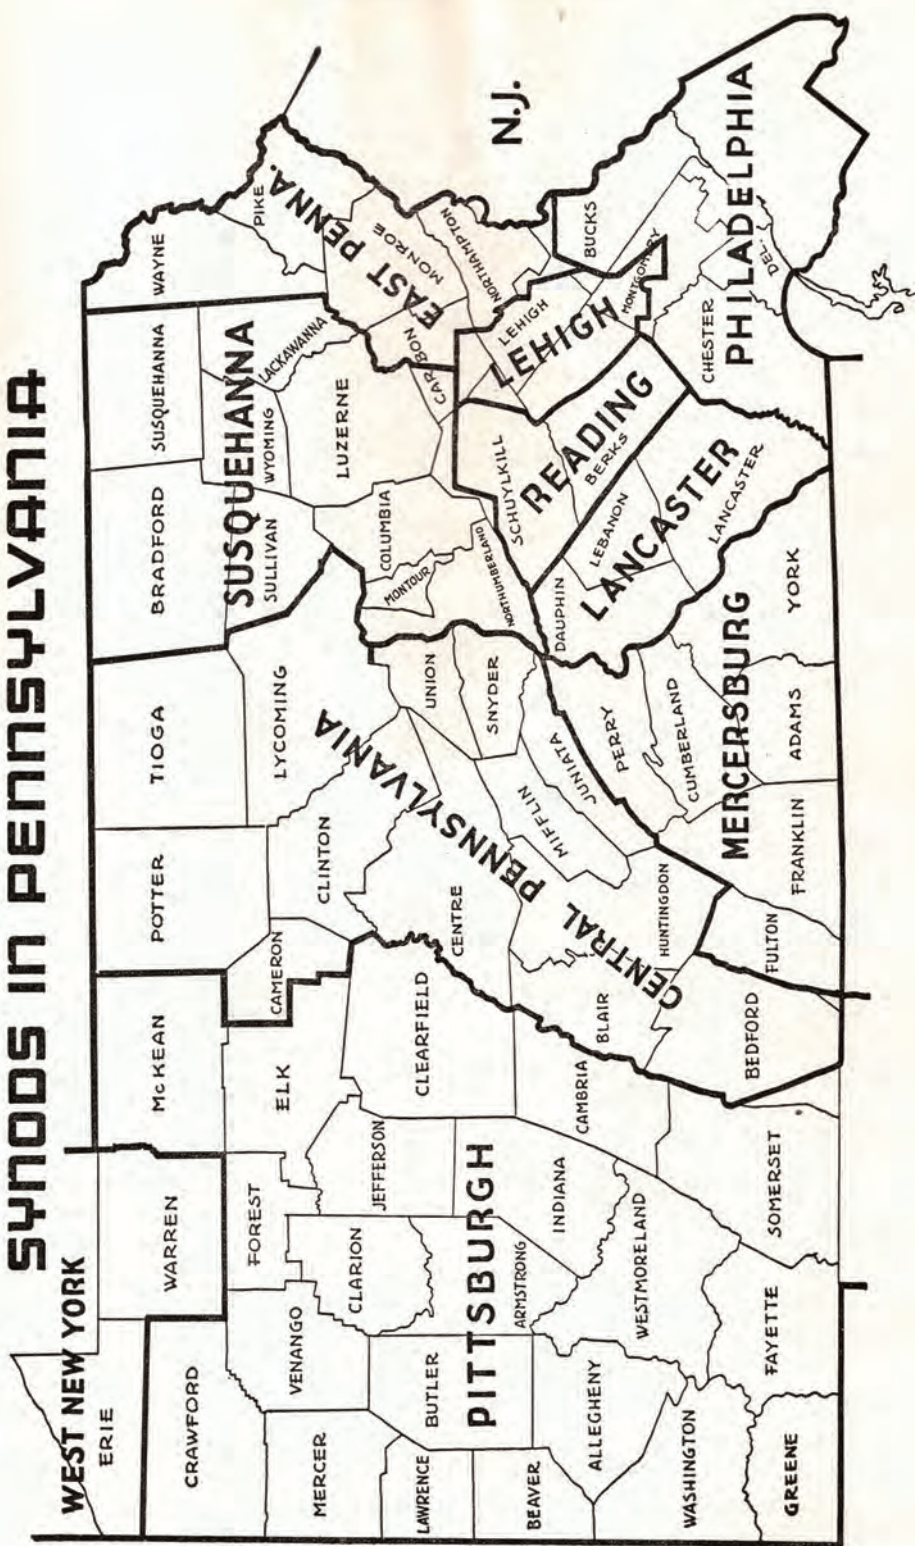 SYNODS IN PENNSYLVANIA
WEST NEW YORK
ERIE
CRAWFORD
WARREN
McKEAN
POTTER
TIOGA
BRADFORD
SUSQUEHANNA
WAYNE
PIKE
MERCER
VENANGO
FOREST
ELK
CAMERON
CLINTON
LYCOMING
SULLIVAN
SUSQUEHANNA
WYOMING
LACKAWANNA
LUZERNE
EAST PENNA.
MONROE
CARBON
NORTHAMPTON
N.J.
LAWRENCE
BUTLER
CLARION
JEFFERSON
CLEARFIELD
CENTRE
CENTRAL PENNSYLVANIA
UNION
SNYDER
MONTOUR
COLUMBIA
NORTHUMBERLAND
SCHUYLKILL
LEHIGH
LEHIGH
BUCKS
MONTGOMERY
BEAVER
PITTSBURGH
ARMSTRONG
INDIANA
CAMBRIA
BLAIR
MIFFLIN
JUNIATA
HUNTINGDON
PERRY
DAUPHIN
LEBANON
READING
BERKS
ALLEGHENY
WESTMORELAND
CUMBERLAND
LANCASTER
LANCASTER
CHESTER
PHILADELPHIA
DEL.
WASHINGTON
GREENE
FAYETTE
SOMERSET
BEDFORD
FULTON
FRANKLIN
MERCERSBURG
ADAMS
YORK